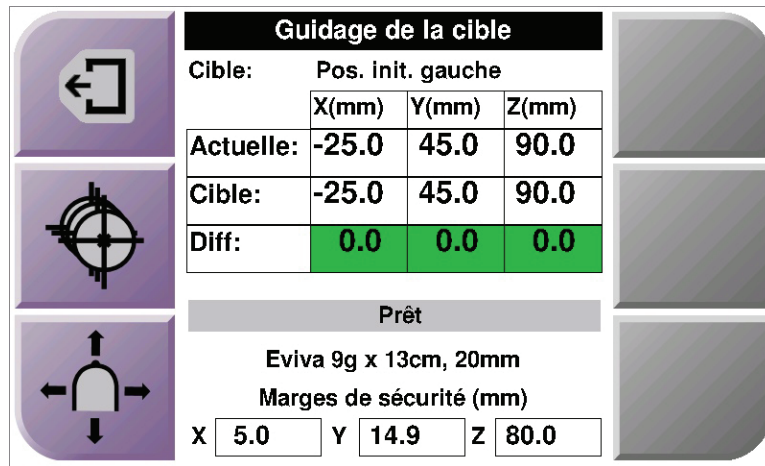 Guidage de la cible
Cible: Pos. init. gauche
X(mm) Y(mm) Z(mm)
Actuelle: -25.0 45.0 90.0
Cible: -25.0 45.0 90.0
Diff: 0.0 0.0 0.0
Prêt
Eviva 9g x 13cm, 20mm
Marges de sécurité (mm)
X 5.0 Y 14.9 Z 80.0